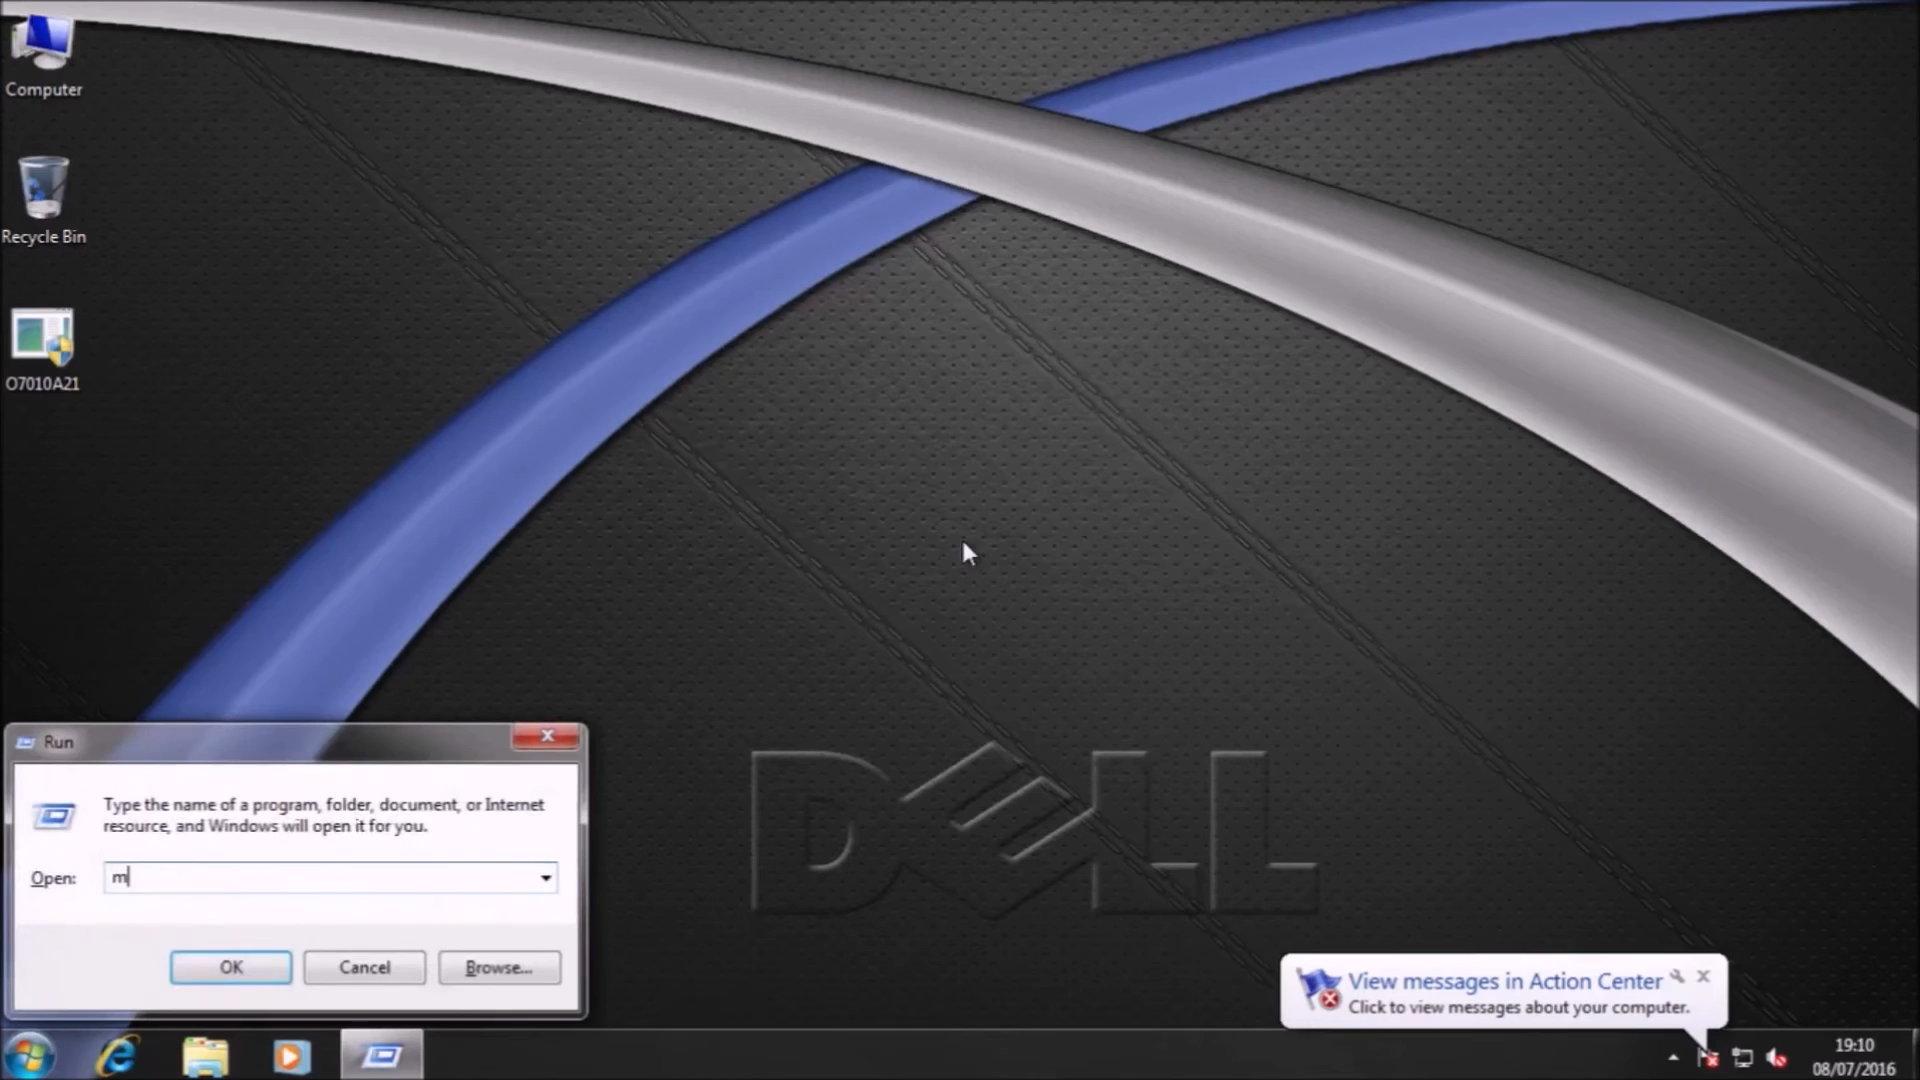 Computer
Recycle Bin
O7010A21
Run
Type the name of a program, folder, document, or Internet
resource, and Windows will open it for you.
Open:
m
OK
Cancel
Browse...
DELL
View messages in Action Center
Click to view messages about your computer.
19:10
08/07/2016